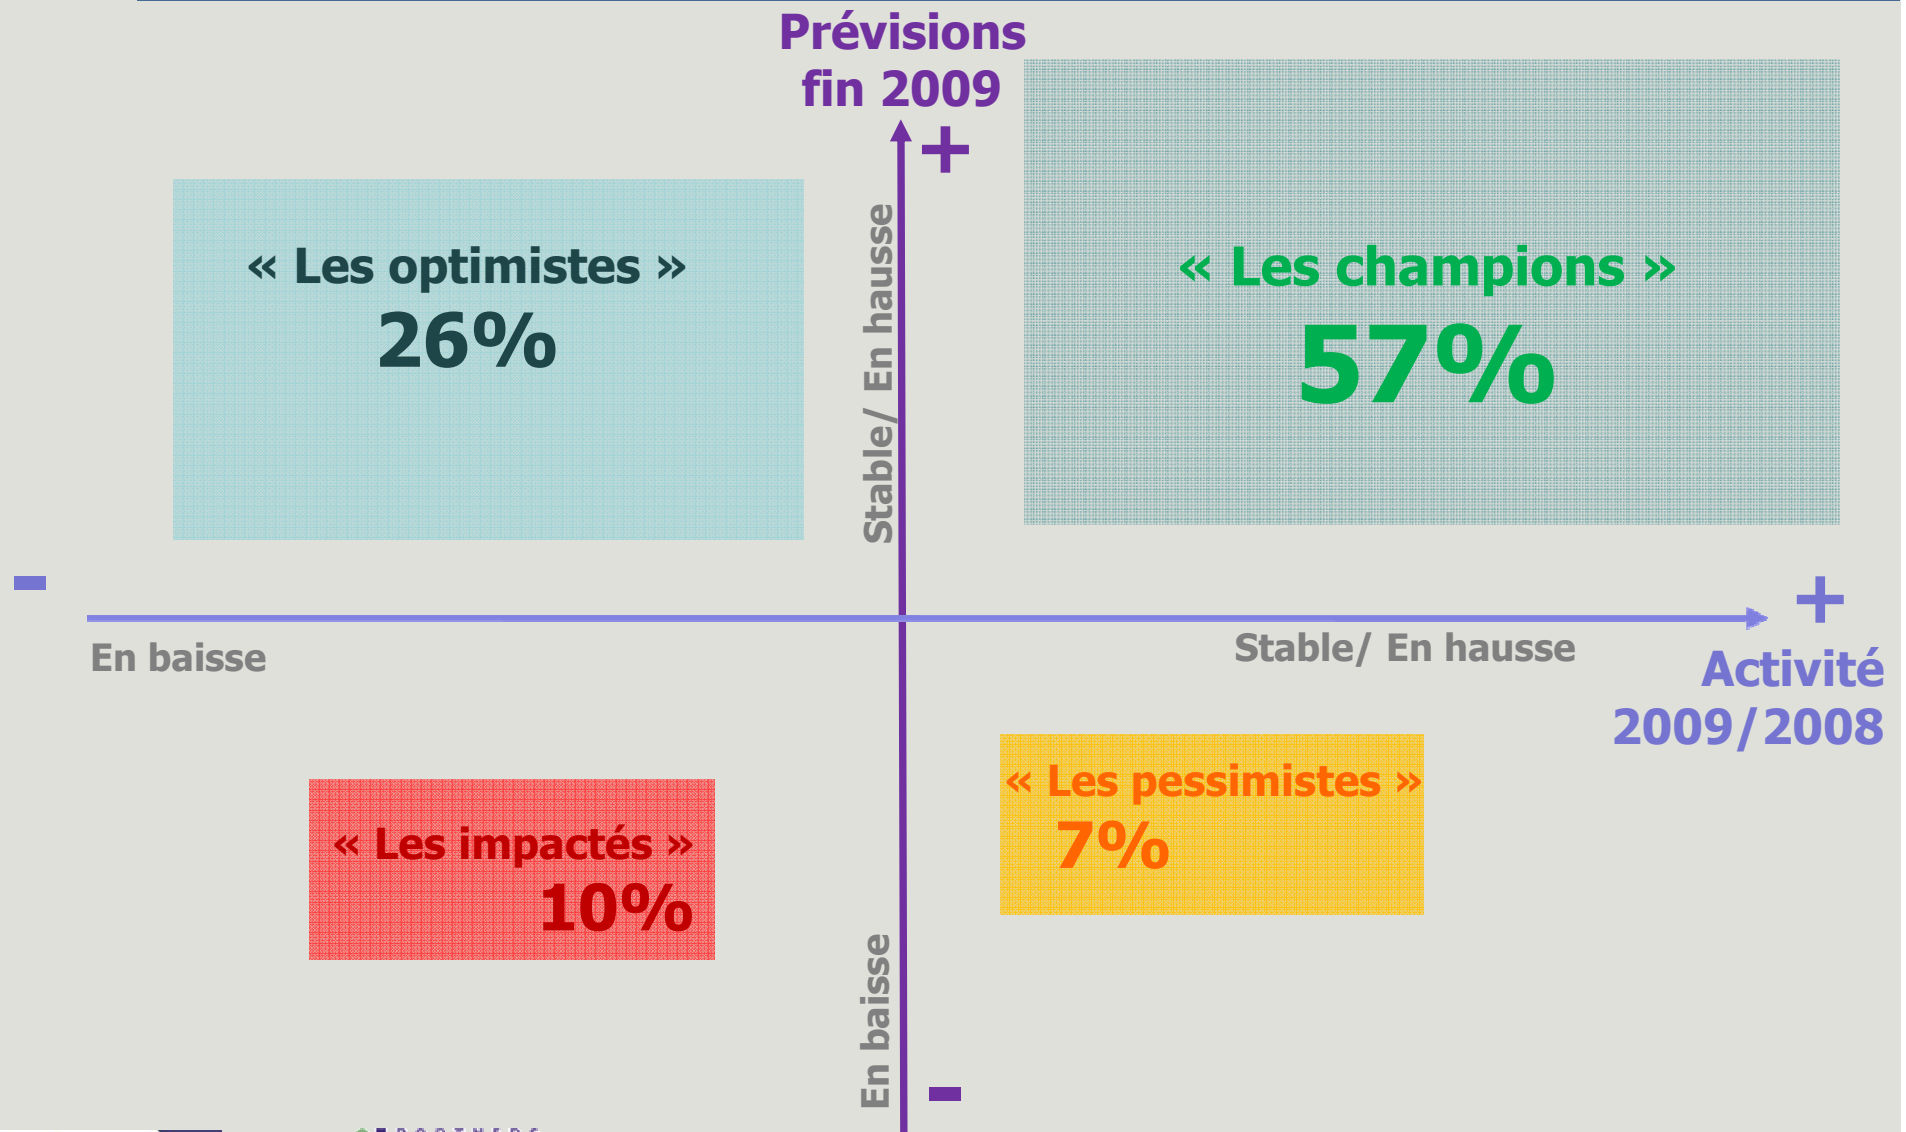 Prévisions
fin 2009
+
« Les optimistes »
26%
Stable/ En hausse
« Les champions »
57%
-
+
En baisse
Stable/ En hausse
Activité
2009/2008
« Les impactés »
10%
« Les pessimistes »
7%
En baisse
-